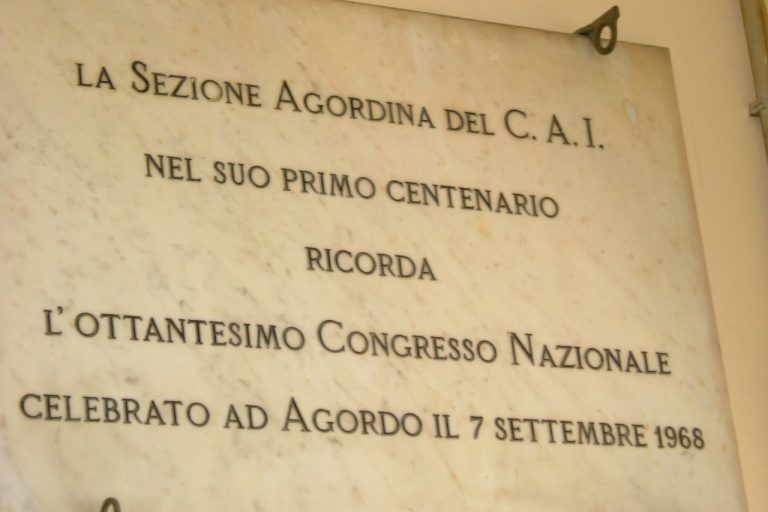 LA SEZIONE AGORDINA DEL C. A. I.
NEL SUO PRIMO CENTENARIO
RICORDA
L'OTTANTESIMO CONGRESSO NAZIONALE
CELEBRATO AD AGORDO IL 7 SETTEMBRE 1968